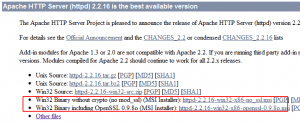 Apache HTTP Server (httpd) 2.2.16 is the best available version
The Apache HTTP Server Project is pleased to announce the release of Apache HTTP Se
For details see the Official Announcement and the CHANGES_2.2 or condensed CHANGES_2.2.16 lists
Add-in modules for Apache 1.3 or 2.0 are not compatible with Apache 2.2. If you are running third party add-in
versions. Modules compiled for Apache 2.2 should continue to work for all 2.2.x releases.
Unix Source: httpd-2.2.16.tar.gz [PGP] [MD5] [SHA1]
Unix Source: httpd-2.2.16.tar.bz2 [PGP] [MD5] [SHA1]
Win32 Source: httpd-2.2.16-win32-src.zip [PGP] [MD5] [SHA1]
Win32 Binary without crypto (no mod_ssl) (MSI Installer): httpd-2.2.16-win32-x86-no_ssl.msi [PGP]
Win32 Binary including OpenSSL 0.9.8o (MSI Installer): httpd-2.2.16-win32-x86-openssl-0.9.8o.msi
Other files